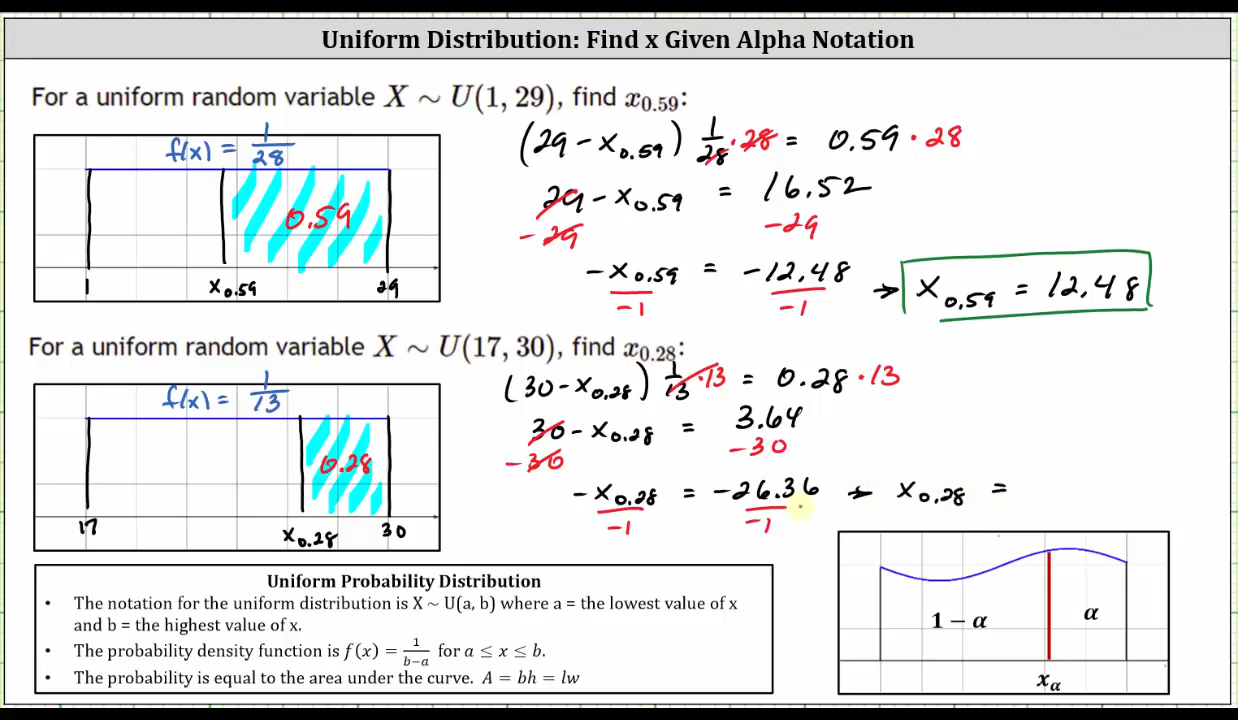 Uniform Distribution: Find x Given Alpha Notation
For a uniform random variable X ∼ U(1, 29), find x₀.₅₉:
f(x) = 1/28
0.59
1 x₀.₅₉ 29
(29 − x₀.₅₉) 1/28 · 28 = 0.59 · 28
29 − x₀.₅₉ = 16.52
−29 −29
−x₀.₅₉ = −12.48 → x₀.₅₉ = 12.48
−1 −1
For a uniform random variable X ∼ U(17, 30), find x₀.₂₈:
f(x) = 1/13
0.28
17 x₀.₂₈ 30
(30 − x₀.₂₈) 1/13 · 13 = 0.28 · 13
30 − x₀.₂₈ = 3.64
−30 −30
−x₀.₂₈ = −26.36 → x₀.₂₈ =
−1 −1
Uniform Probability Distribution
• The notation for the uniform distribution is X ~ U(a, b) where a = the lowest value of x
and b = the highest value of x.
• The probability density function is f(x) = 1/(b−a) for a ≤ x ≤ b.
• The probability is equal to the area under the curve. A = bh = lw
1 − α α
xα